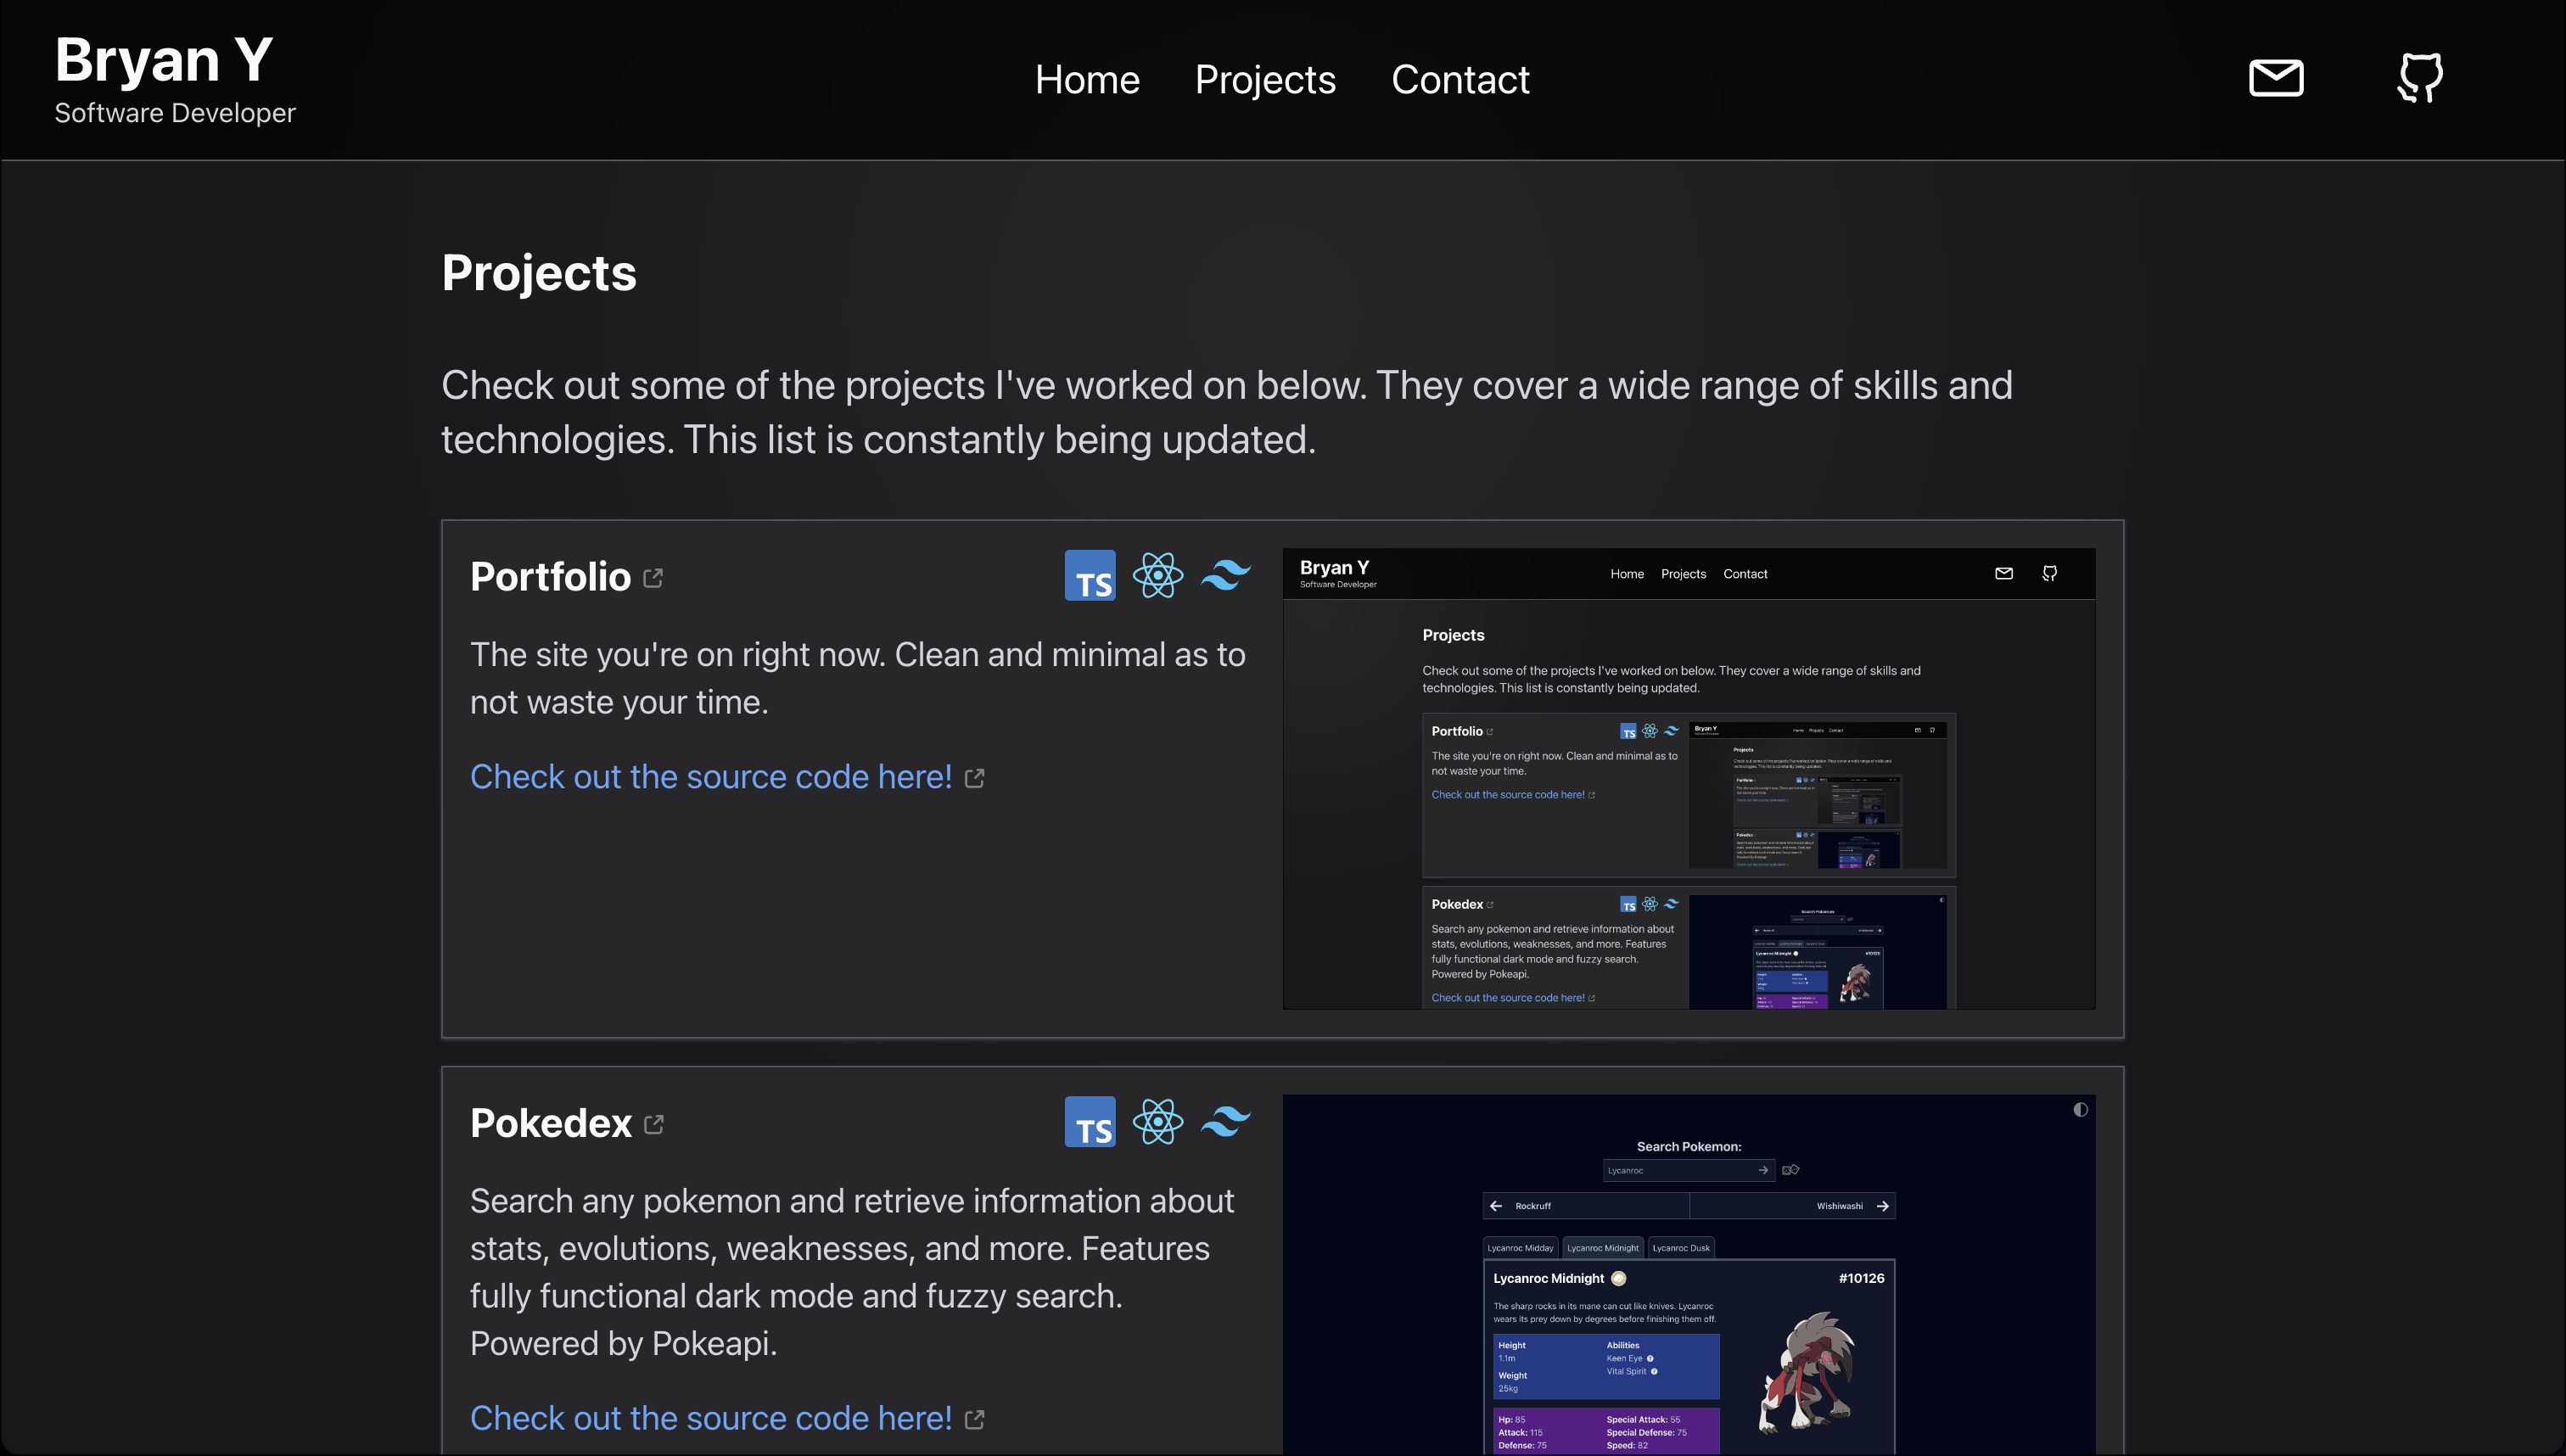 Bryan Y
Software Developer
Home Projects Contact
Projects
Check out some of the projects I've worked on below. They cover a wide range of skills and
technologies. This list is constantly being updated.
Portfolio
TS
The site you're on right now. Clean and minimal as to
not waste your time.
Check out the source code here!
Bryan Y
Software Developer
Home Projects Contact
Projects
Check out some of the projects I've worked on below. They cover a wide range of skills and
technologies. This list is constantly being updated.
Portfolio
TS
The site you're on right now. Clean and minimal as to
not waste your time.
Check out the source code here!
Bryan Y
Home Projects Contact
Projects
Portfolio
Pokedex
Pokedex
TS
Search any pokemon and retrieve information about
stats, evolutions, weaknesses, and more. Features
fully functional dark mode and fuzzy search.
Powered by Pokeapi.
Check out the source code here!
Search Pokemon
Lycanroc Midnight
#10126
Pokedex
TS
Search any pokemon and retrieve information about
stats, evolutions, weaknesses, and more. Features
fully functional dark mode and fuzzy search.
Powered by Pokeapi.
Check out the source code here!
Search Pokemon:
Lycanroc
Rockruff
Wishiwashi
Lycanroc Midday Lycanroc Midnight Lycanroc Dusk
Lycanroc Midnight
#10126
The sharp rocks in its mane can cut like knives. Lycanroc
wears its prey down by degrees before finishing them off.
Height
1.1m
Weight
25kg
Abilities
Keen Eye
Vital Spirit
Hp: 85
Attack: 115
Defense: 75
Special Attack: 55
Special Defense: 75
Speed: 82